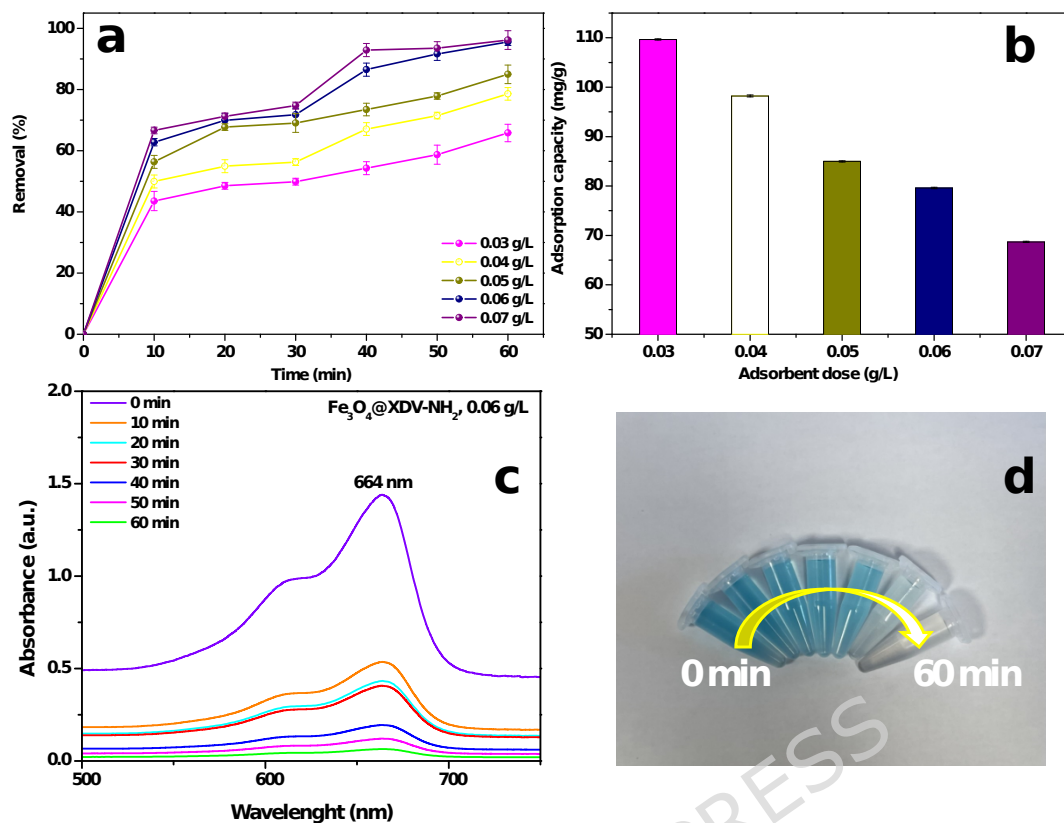 a
100
80
60
40
20
0
Removal (%)
0 10 20 30 40 50 60
Time (min)
0.03 g/L
0.04 g/L
0.05 g/L
0.06 g/L
0.07 g/L
b
110
100
90
80
70
60
50
Adsorption capacity (mg/g)
0.03 0.04 0.05 0.06 0.07
Adsorbent dose (g/L)
c
2.0
1.5
1.0
0.5
0.0
Absorbance (a.u.)
500 600 700
Wavelenght (nm)
0 min
10 min
20 min
30 min
40 min
50 min
60 min
Fe₃O₄@XDV-NH₂, 0.06 g/L
664 nm
d
0 min 60 min
PRESS